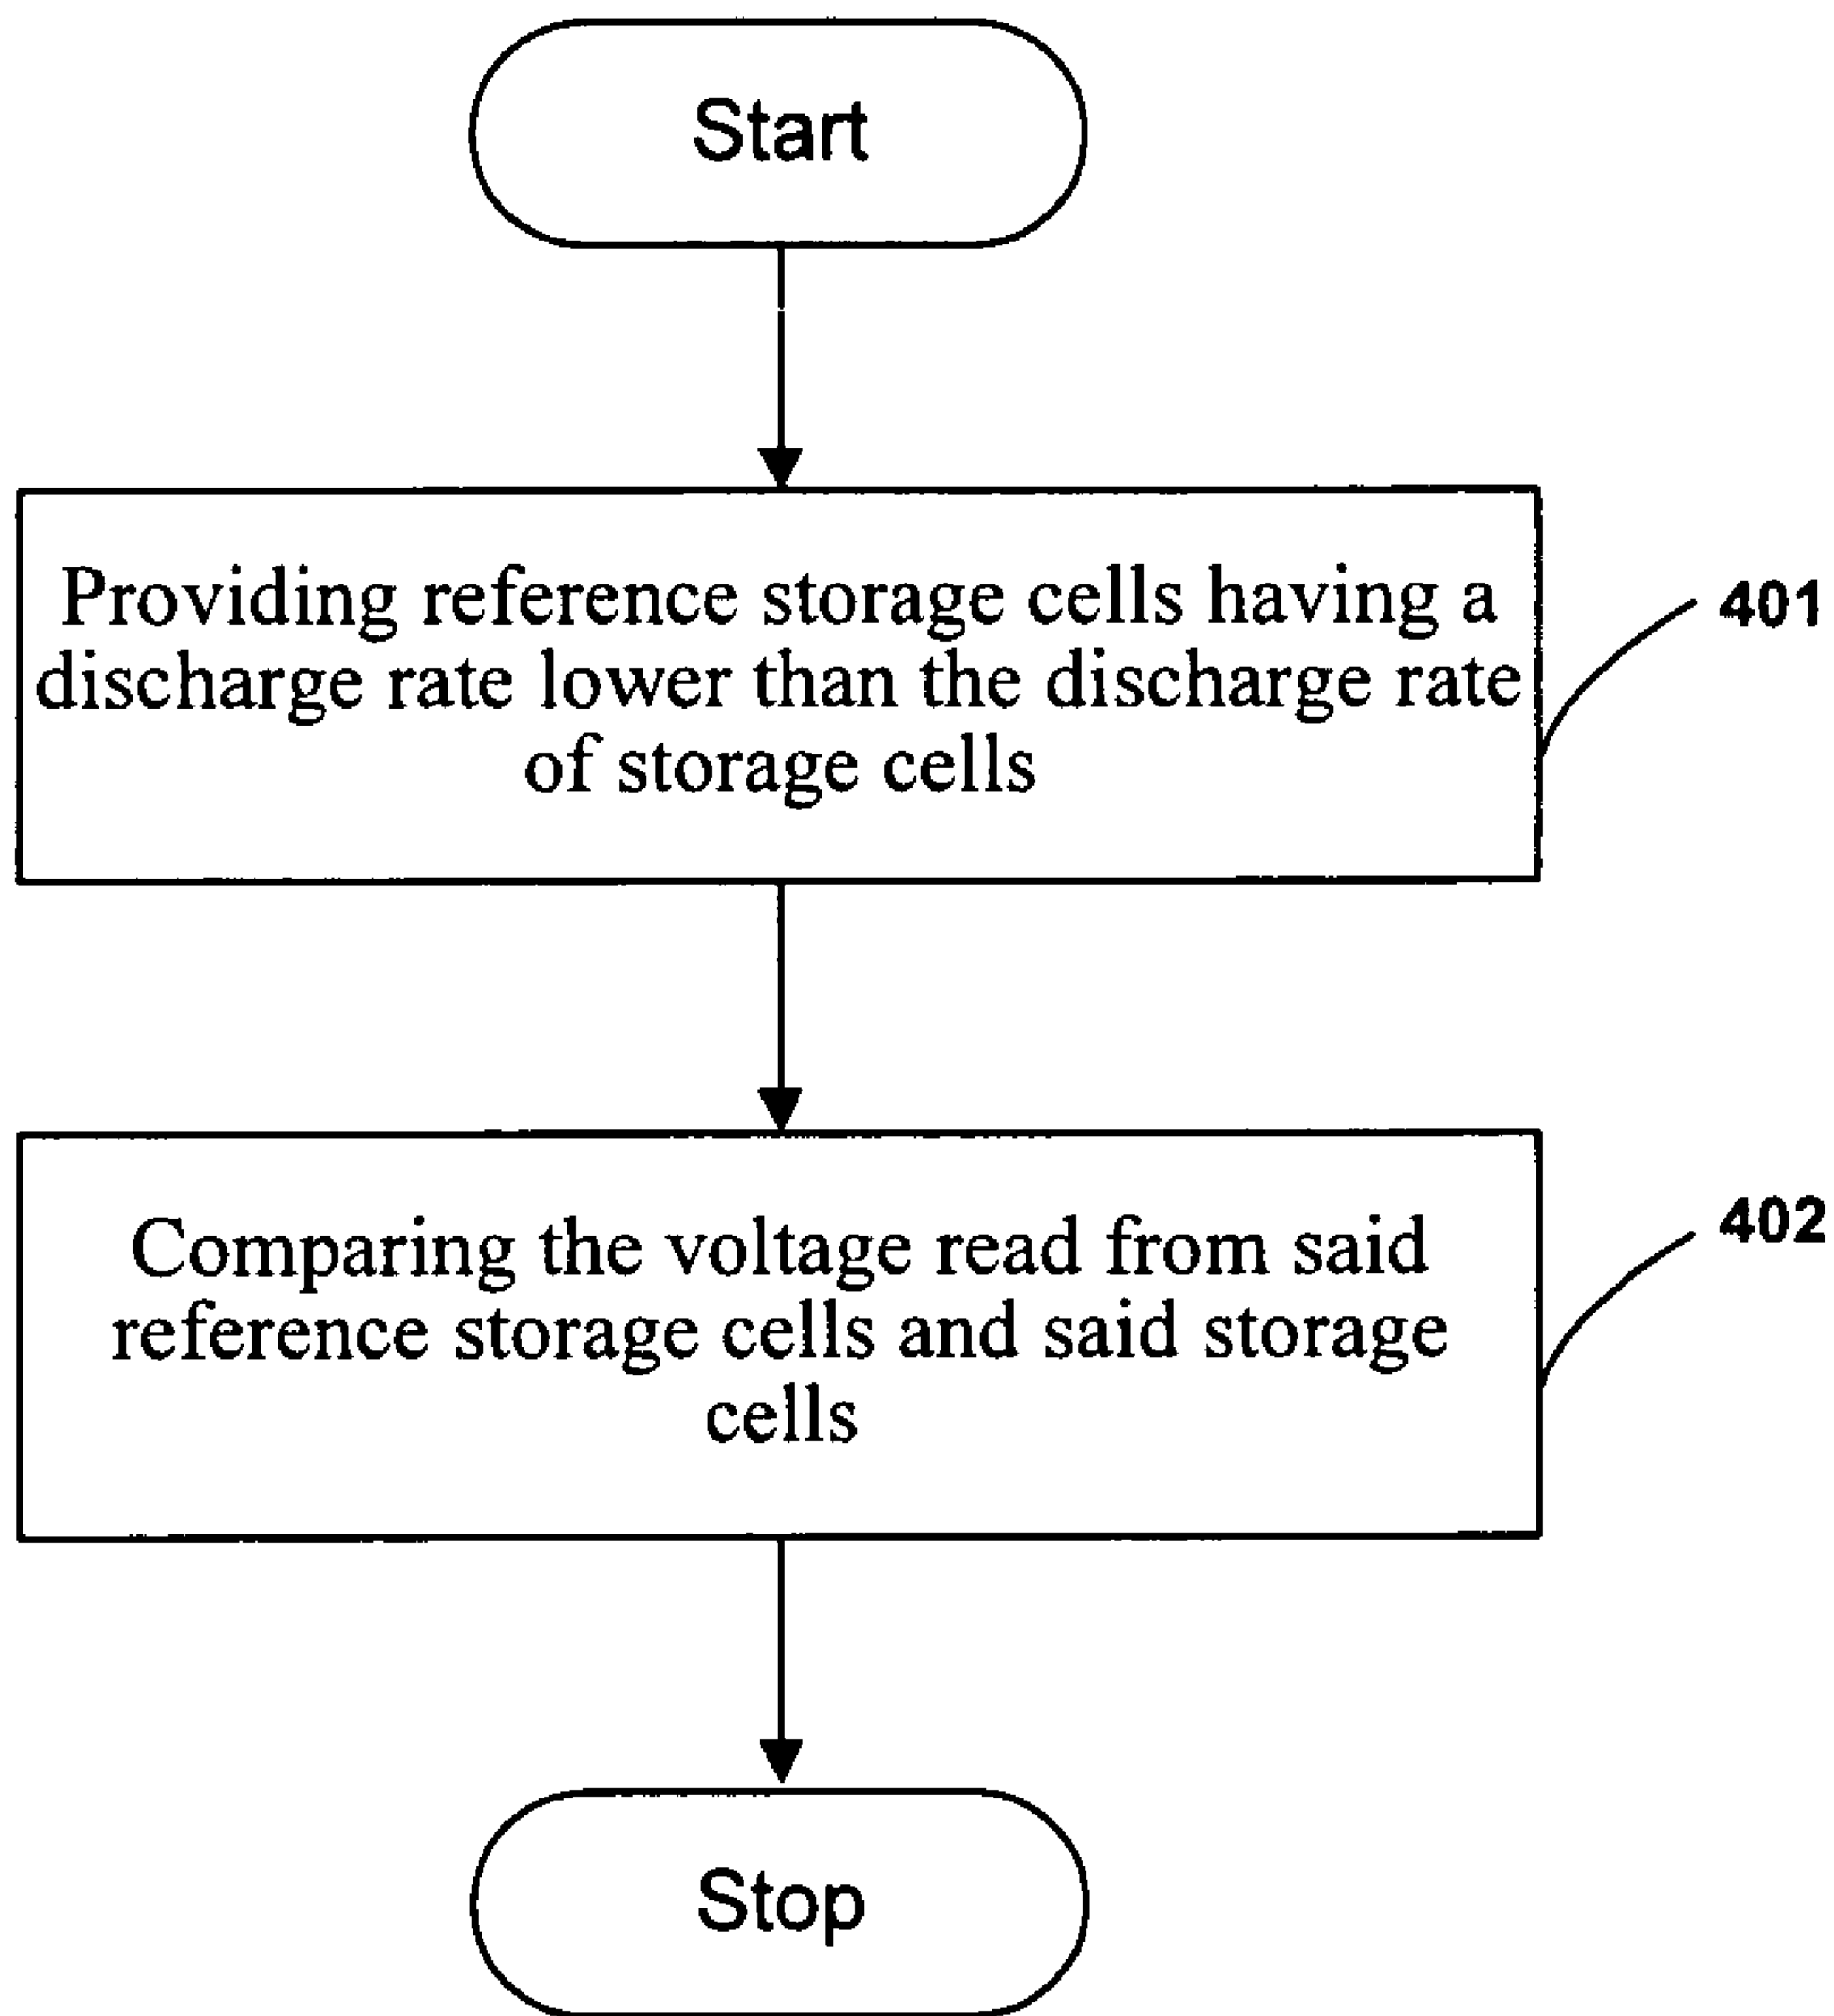 Start
Providing reference storage cells having a
discharge rate lower than the discharge rate
of storage cells
401
Comparing the voltage read from said
reference storage cells and said storage
cells
402
Stop